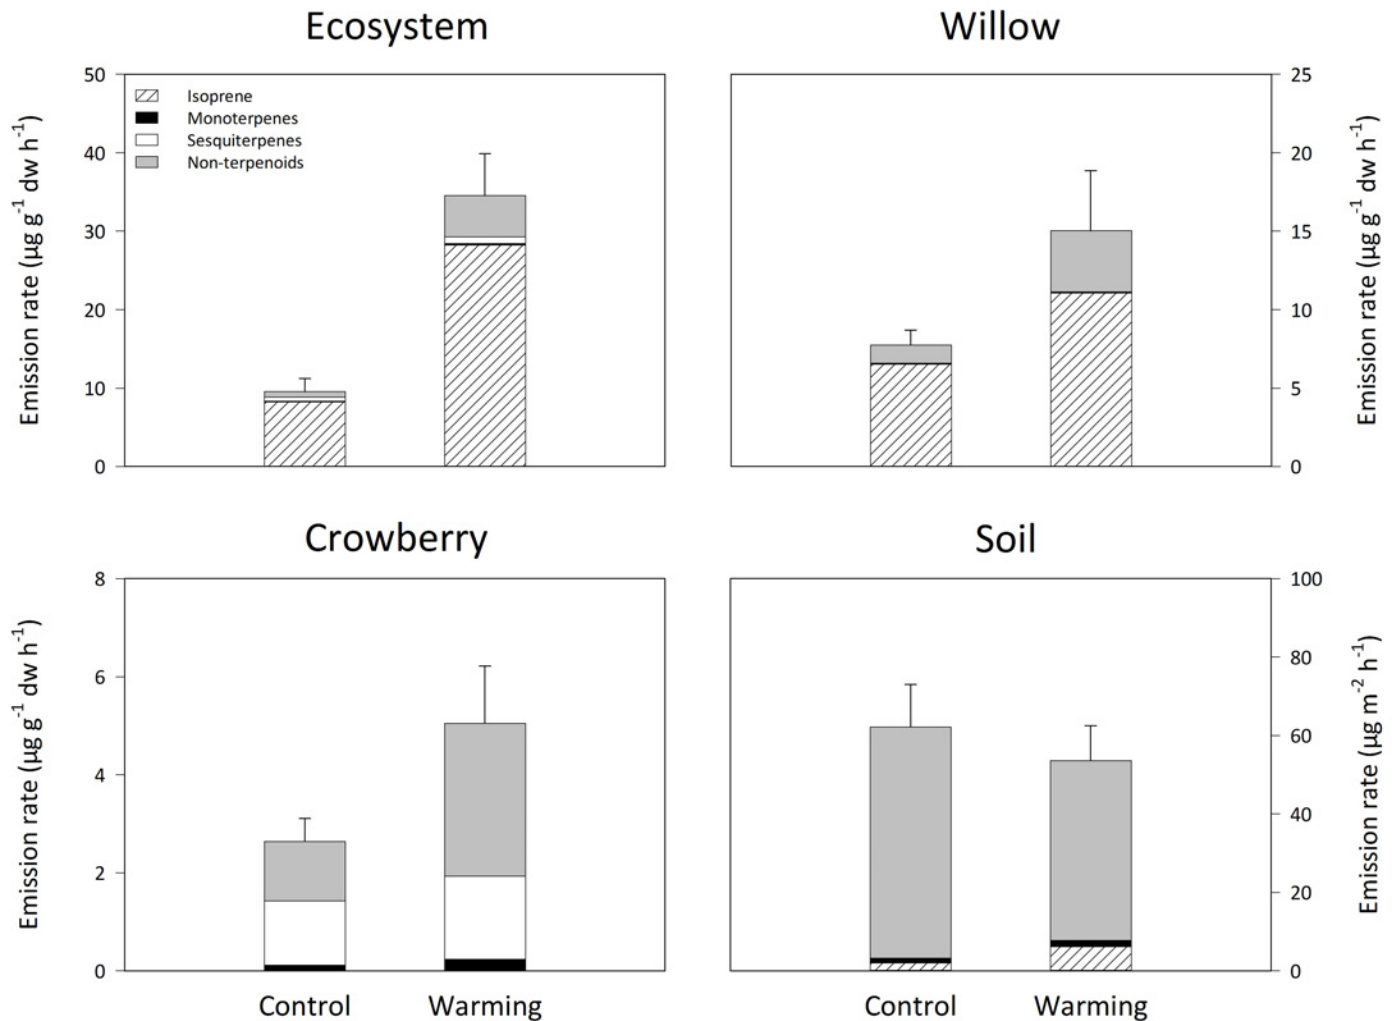 Ecosystem
Willow
50
40
30
20
10
0
Emission rate (µg g⁻¹ dw h⁻¹)
Isoprene
Monoterpenes
Sesquiterpenes
Non-terpenoids
25
20
15
10
5
0
Emission rate (µg g⁻¹ dw h⁻¹)
Crowberry
Soil
8
6
4
2
0
Emission rate (µg g⁻¹ dw h⁻¹)
Control
Warming
100
80
60
40
20
0
Emission rate (µg m⁻² h⁻¹)
Control
Warming